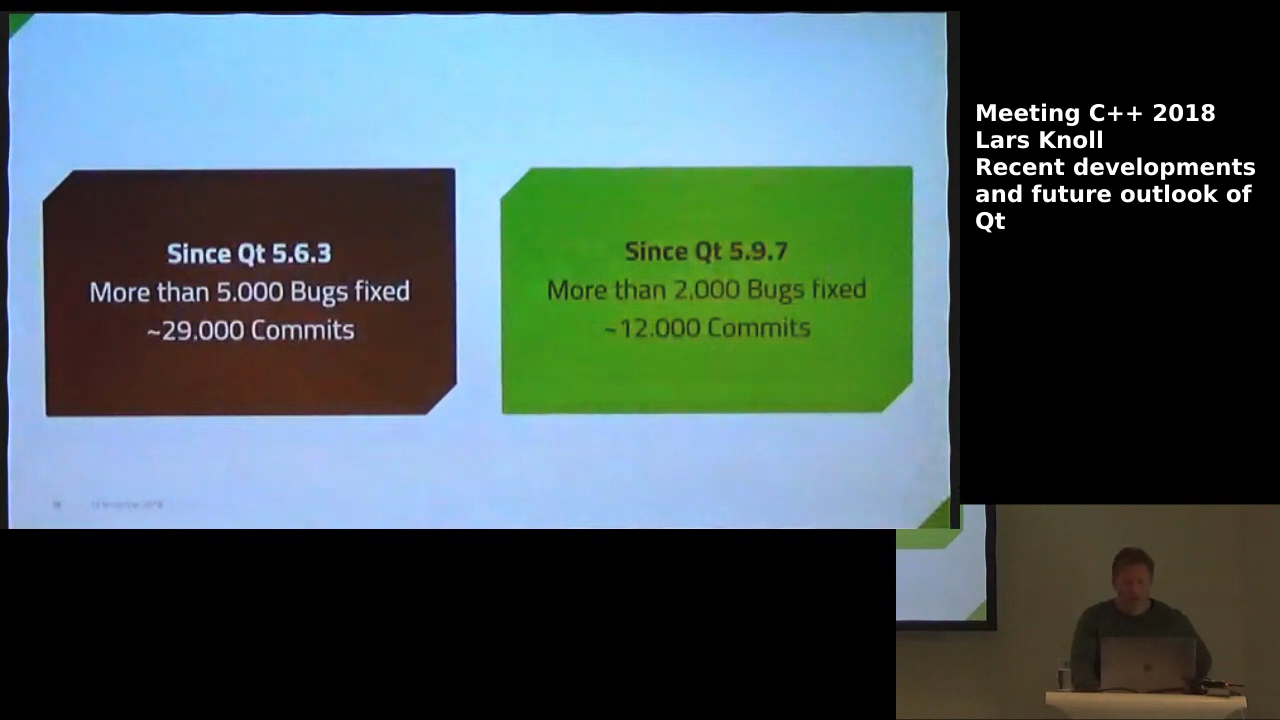 Since Qt 5.6.3
More than 5.000 Bugs fixed
~29.000 Commits
Since Qt 5.9.7
More than 2,000 Bugs fixed
~12.000 Commits
Meeting C++ 2018
Lars Knoll
Recent developments
and future outlook of
Qt